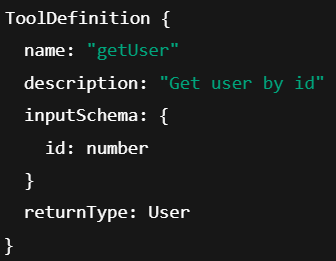 ToolDefinition {
  name: "getUser"
  description: "Get user by id"
  inputSchema: {
    id: number
  }
  returnType: User
}